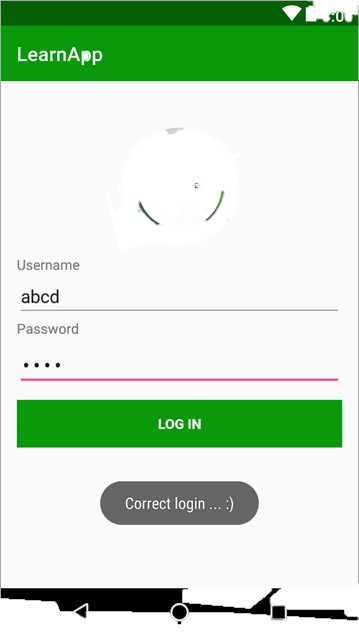 LearnApp
Username
abcd
Password
••••
LOG IN
Correct login ... :)